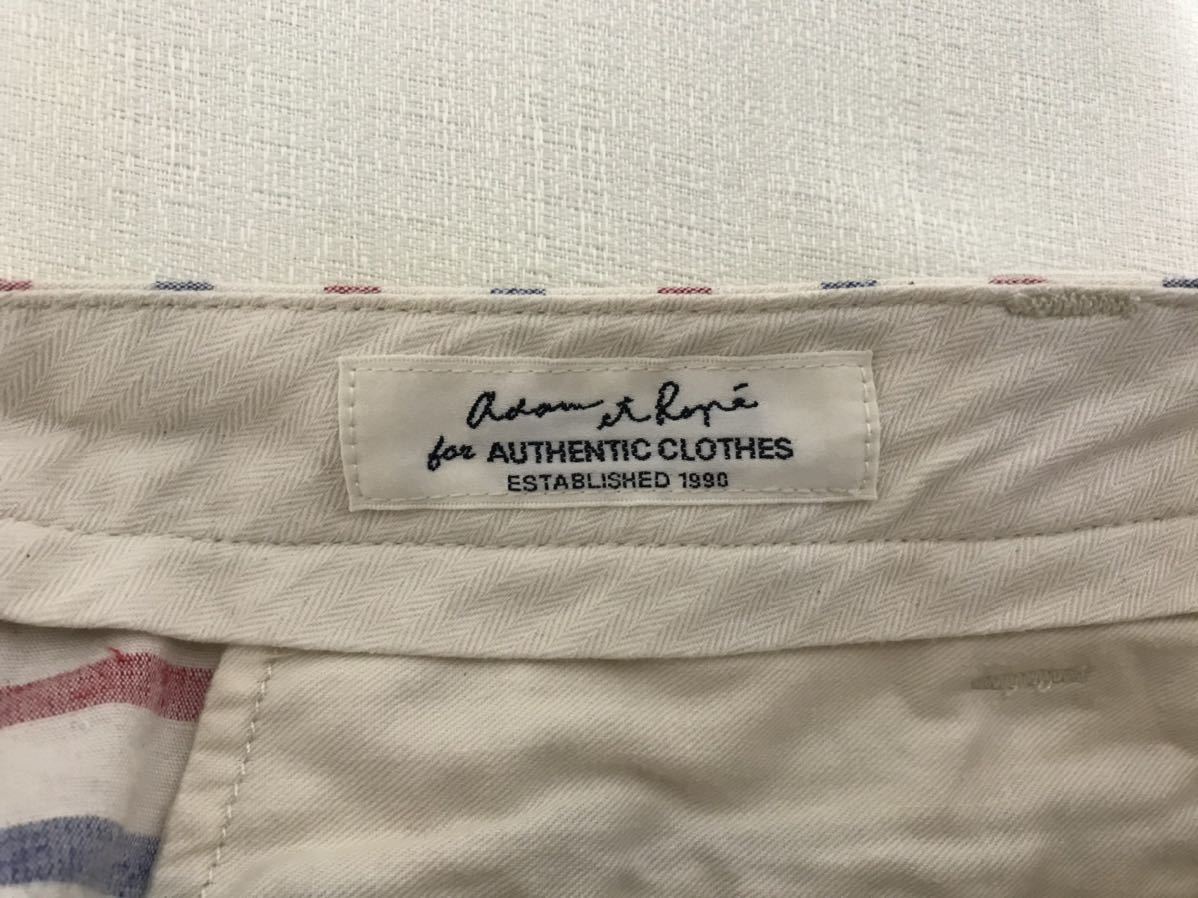 Adam et Ropé
for AUTHENTIC CLOTHES
ESTABLISHED 1990